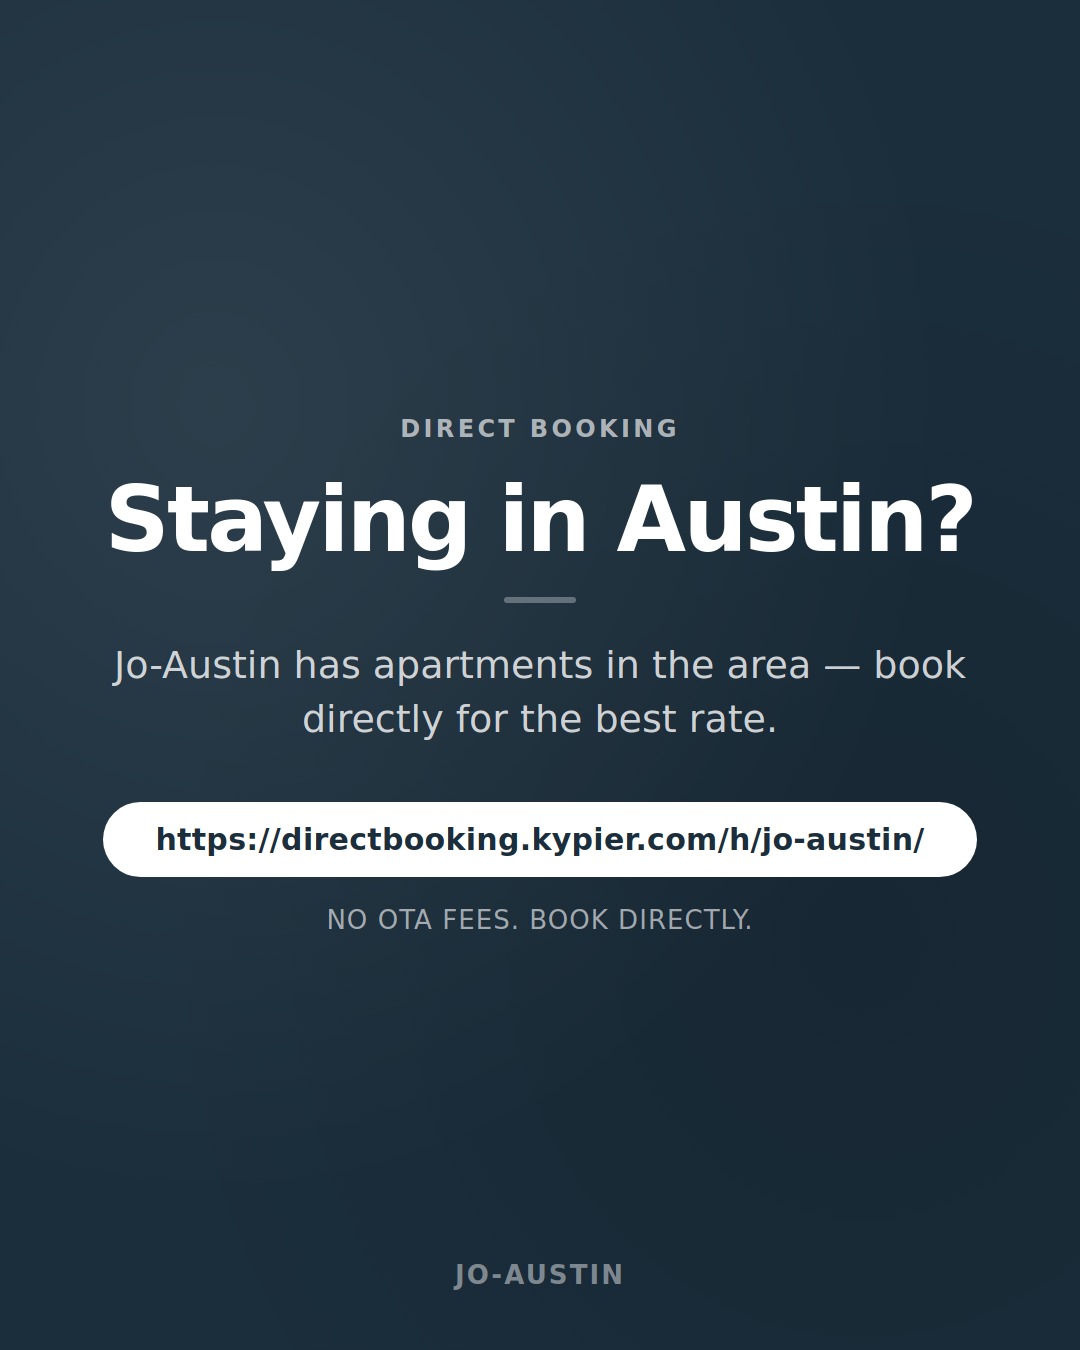 DIRECT BOOKING
Staying in Austin?
Jo-Austin has apartments in the area — book
directly for the best rate.
https://directbooking.kypier.com/h/jo-austin/
NO OTA FEES. BOOK DIRECTLY.
JO-AUSTIN